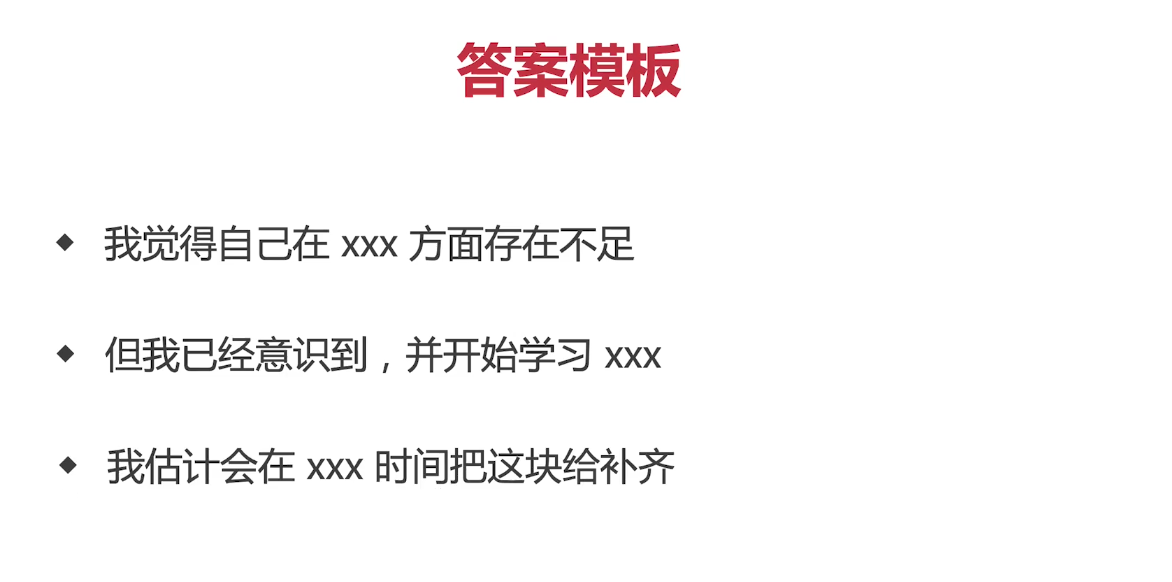 答案模板
◆ 我觉得自己在 xxx 方面存在不足
◆ 但我已经意识到，并开始学习 xxx
◆ 我估计会在 xxx 时间把这块给补齐